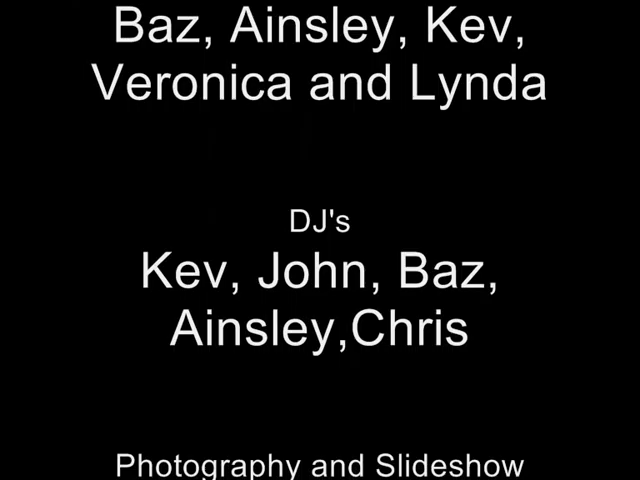 Baz, Ainsley, Kev,
Veronica and Lynda
DJ's
Kev, John, Baz,
Ainsley,Chris
Photography and Slideshow